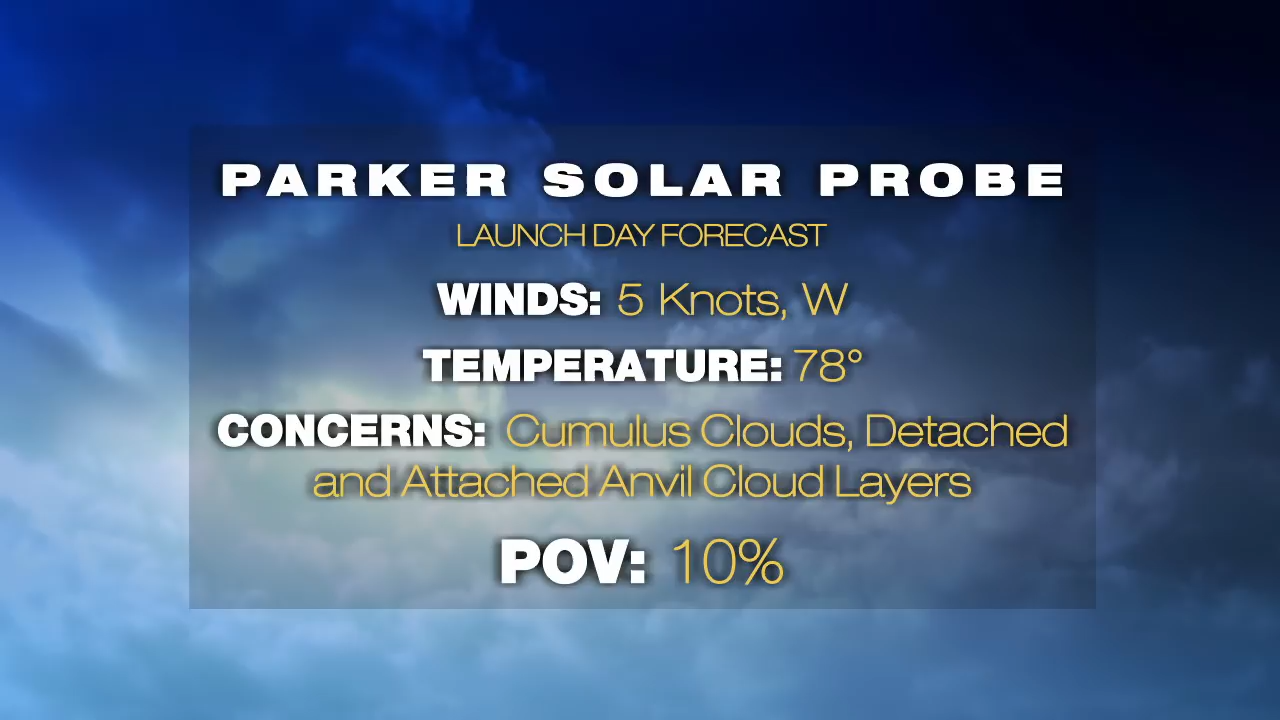 PARKER SOLAR PROBE
LAUNCH DAY FORECAST
WINDS: 5 Knots, W
TEMPERATURE: 78°
CONCERNS: Cumulus Clouds, Detached
and Attached Anvil Cloud Layers
POV: 10%